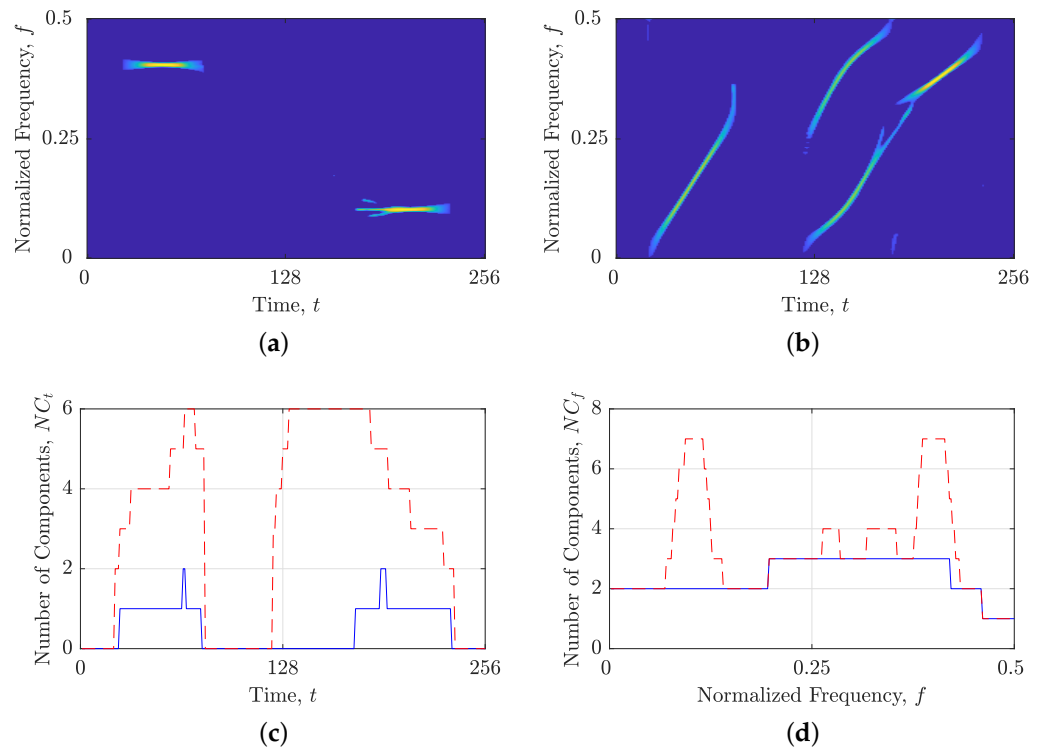 0.5
0.25
0
Normalized Frequency, f
0 128 256
Time, t
(a)
0.5
0.25
0
Normalized Frequency, f
0 128 256
Time, t
(b)
6
4
2
0
Number of Components, NC_t
0 128 256
Time, t
(c)
8
6
4
2
0
Number of Components, NC_f
0 0.25 0.5
Normalized Frequency, f
(d)